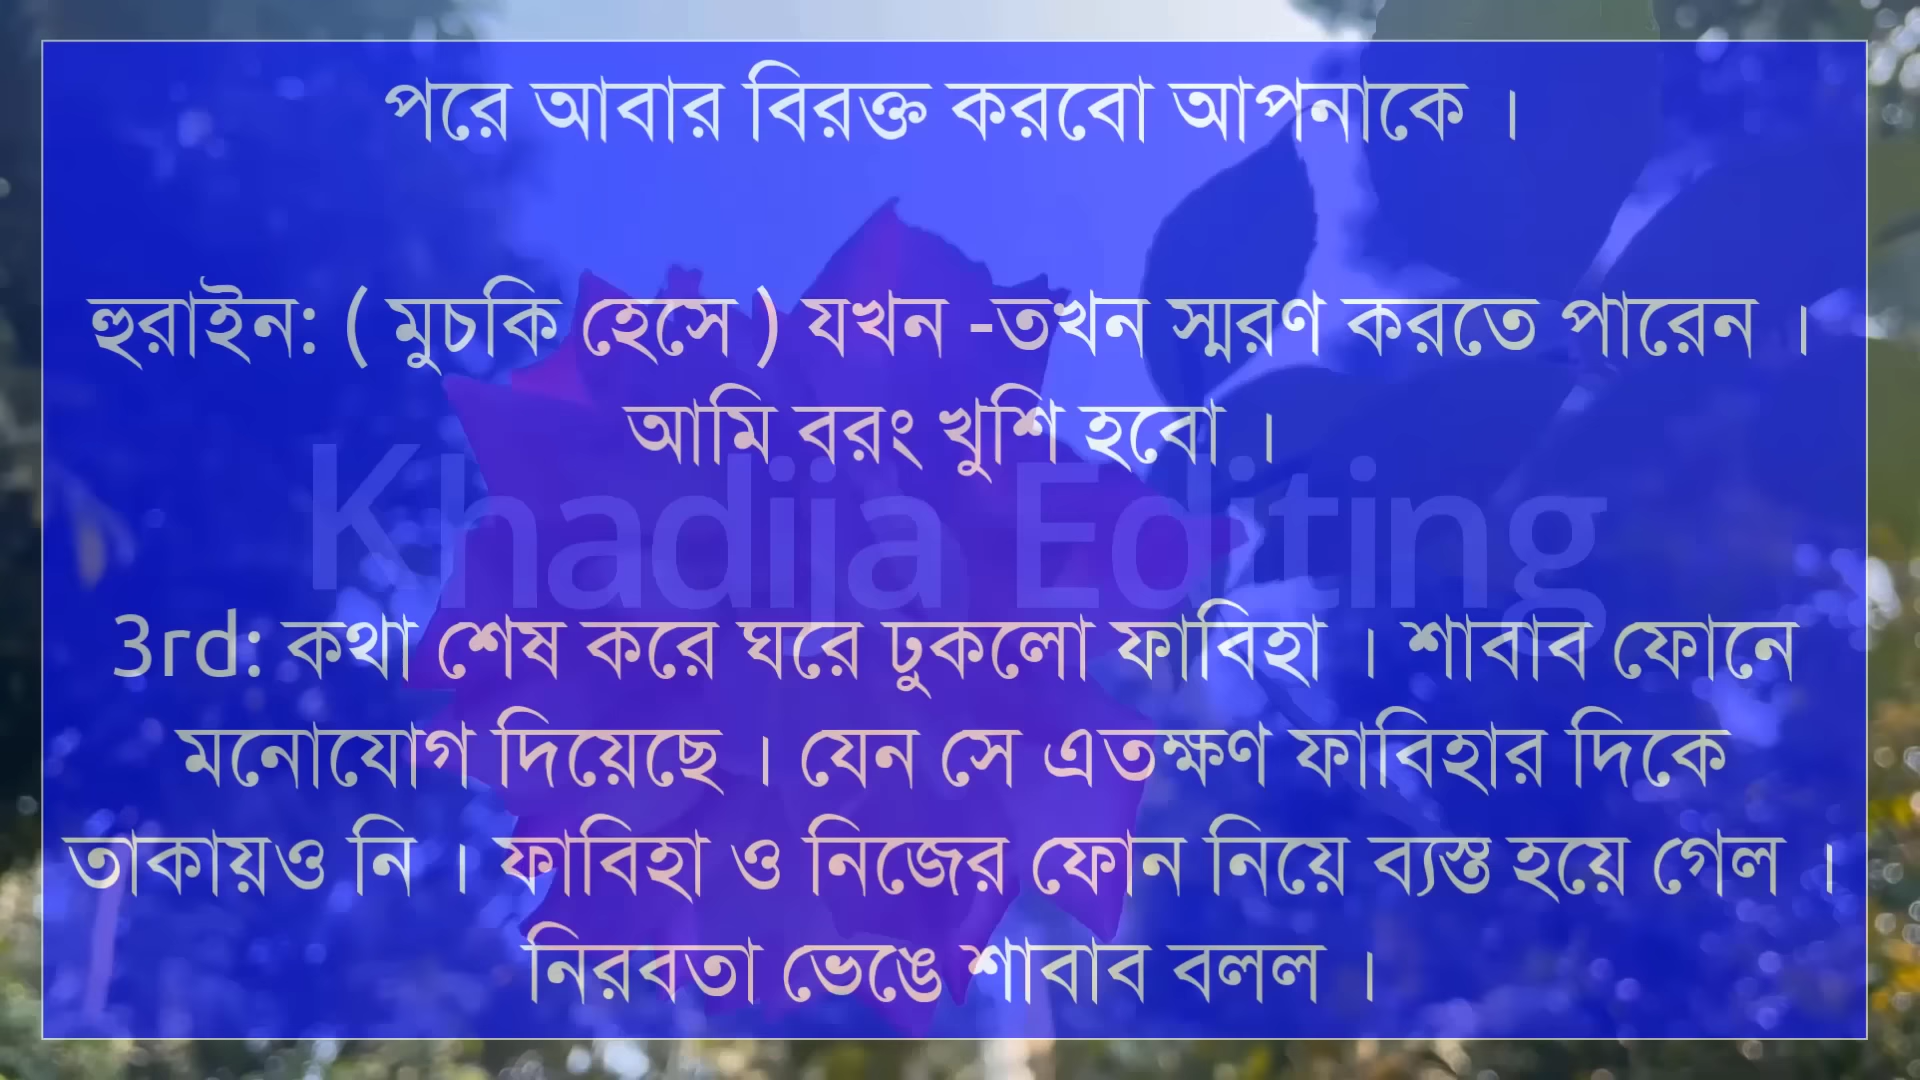 পরে আবার বিরক্ত করবো আপনাকে ।
হুরাইন: ( মুচকি হেসে ) যখন -তখন স্মরণ করতে পারেন ।
আমি বরং খুশি হবো ।
Khadija Editing
3rd: কথা শেষ করে ঘরে ঢুকলো ফাবিহা । শাবাব ফোনে
মনোযোগ দিয়েছে । যেন সে এতক্ষণ ফাবিহার দিকে
তাকায়ও নি । ফাবিহা ও নিজের ফোন নিয়ে ব্যস্ত হয়ে গেল ।
নিরবতা ভেঙে শাবাব বলল ।